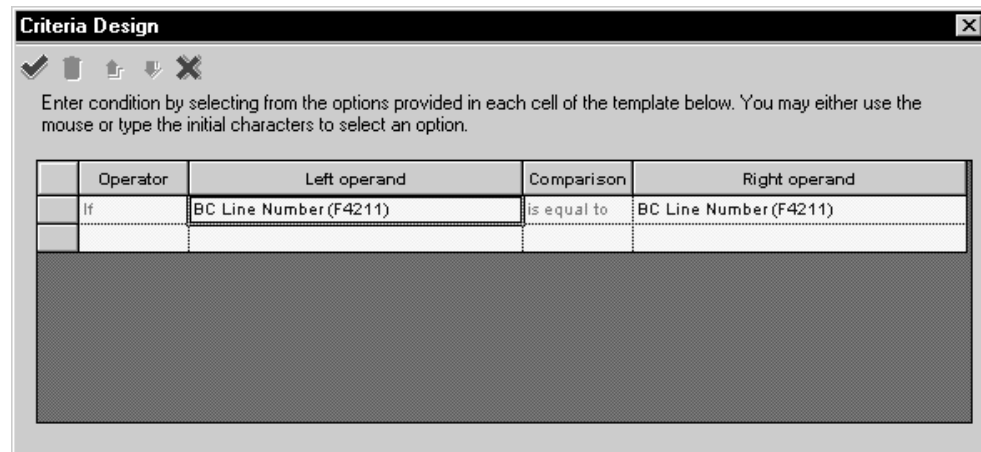 Criteria Design
Enter condition by selecting from the options provided in each cell of the template below. You may either use the
mouse or type the initial characters to select an option.
Operator Left operand Comparison Right operand
If BC Line Number (F4211) is equal to BC Line Number (F4211)